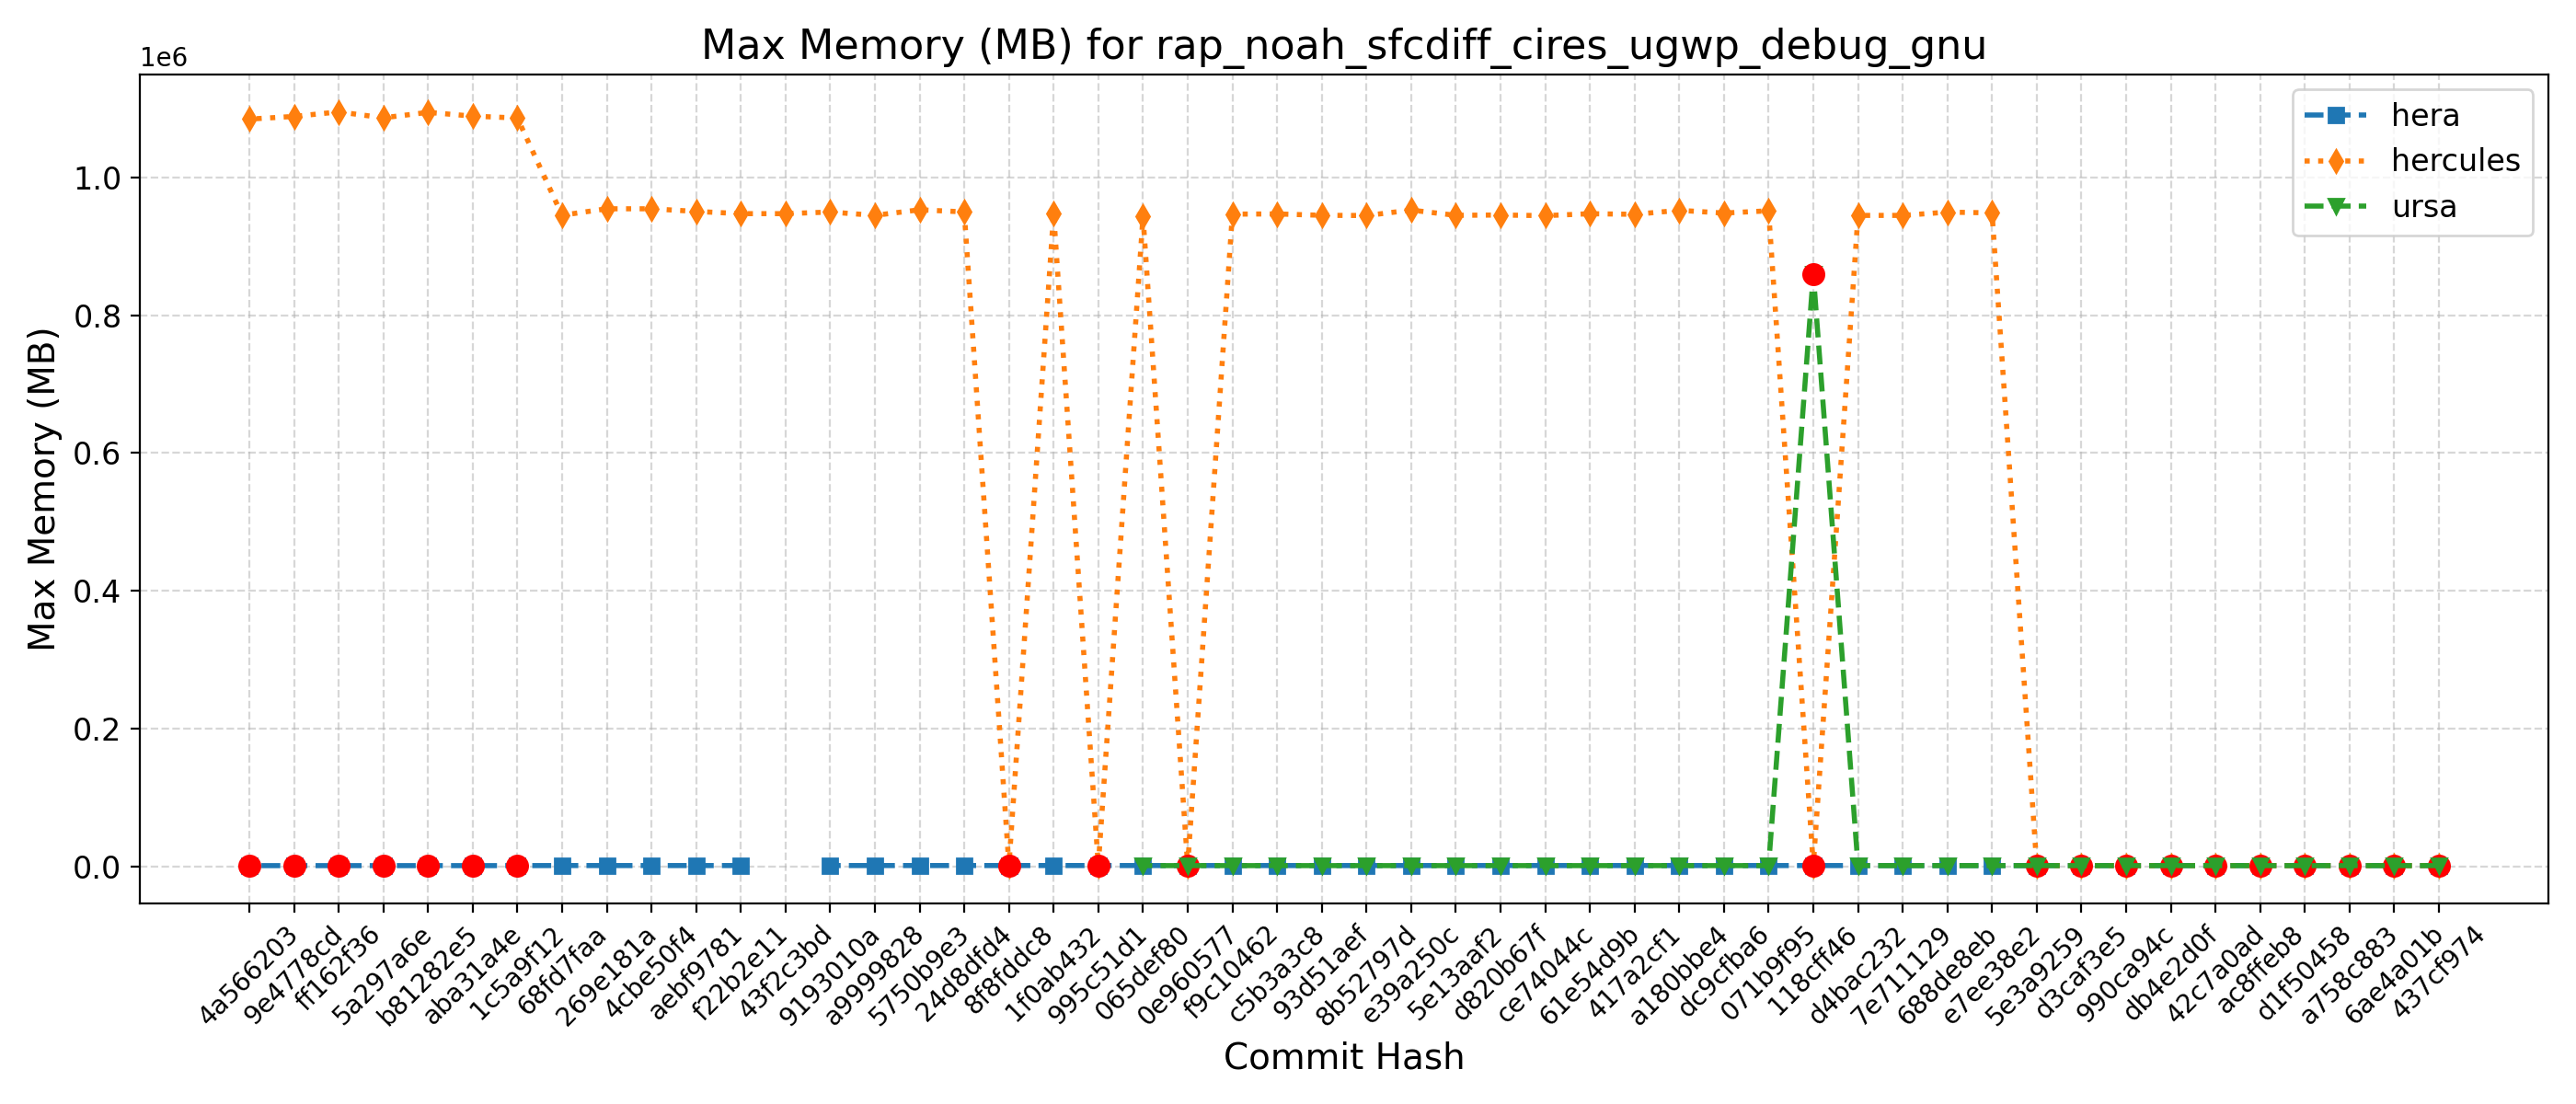 Max Memory (MB) for rap_noah_sfcdiff_cires_ugwp_debug_gnu
1e6
hera
hercules
ursa
1.0
0.8
0.6
0.4
0.2
0.0
Max Memory (MB)
4a566203
9e4778cd
ff162f36
5a297a6e
b81282e5
aba31a4e
1c5a9f12
68fd7faa
269e181a
4cbe50f4
aebf9781
f22b2e11
43f2c3bd
9193010a
a9999828
5750b9e3
24d8dfd4
8f8fddc8
1f0ab432
995c51d1
065def80
0e960577
f9c10462
c5b3a3c8
93d51aef
8b52797d
e39a250c
5e13aaf2
d820b67f
ce74044c
61e54d9b
417a2cf1
a180bbe4
dc9cfba6
071b9f95
118cff46
d4bac232
7e711129
688de8eb
e7ee38e2
5e3a9259
d3caf3e5
990ca94c
db4e2d0f
42c7a0ad
ac8ffeb8
d1f50458
a758c883
6ae4a01b
437cf974
Commit Hash